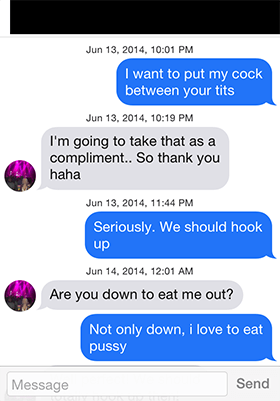 Jun 13, 2014, 10:01 PM
I want to put my cock
between your tits
Jun 13, 2014, 10:19 PM
I'm going to take that as a
compliment.. So thank you
haha
Jun 13, 2014, 11:44 PM
Seriously. We should hook
up
Jun 14, 2014, 12:01 AM
Are you down to eat me out?
Not only down, i love to eat
pussy
Message
Send